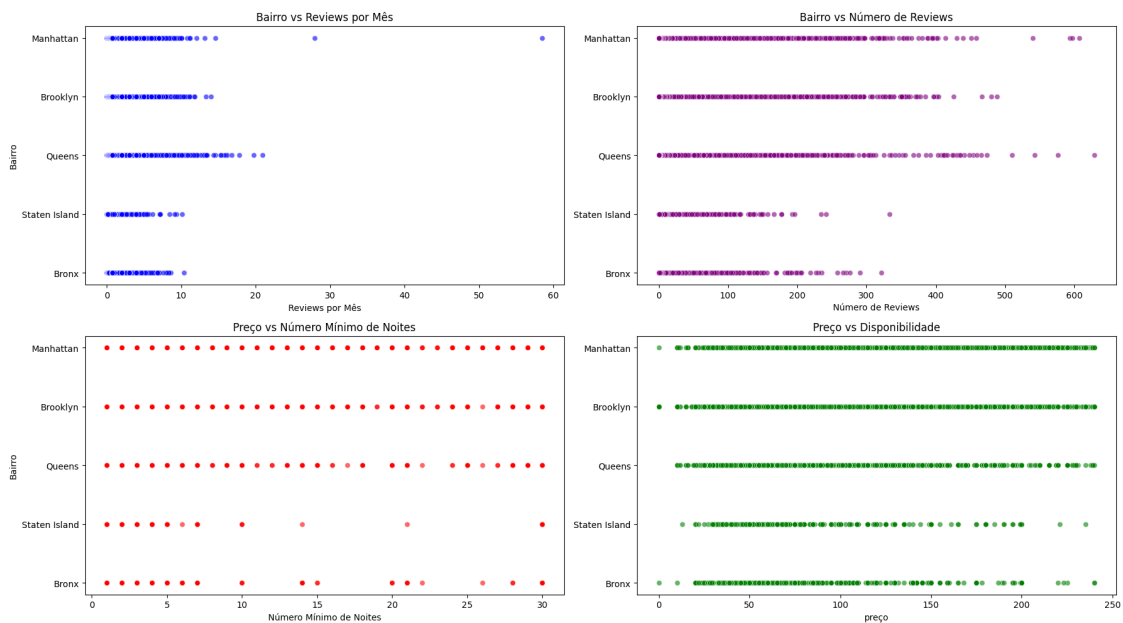 Bairro vs Reviews por Mês
Manhattan
Brooklyn
Queens
Staten Island
Bronx
Bairro
0 10 20 30 40 50 60
Reviews por Mês
Bairro vs Número de Reviews
Manhattan
Brooklyn
Queens
Staten Island
Bronx
0 100 200 300 400 500 600
Número de Reviews
Preço vs Número Mínimo de Noites
Manhattan
Brooklyn
Queens
Staten Island
Bronx
Bairro
0 5 10 15 20 25 30
Número Mínimo de Noites
Preço vs Disponibilidade
Manhattan
Brooklyn
Queens
Staten Island
Bronx
0 50 100 150 200 250
preço